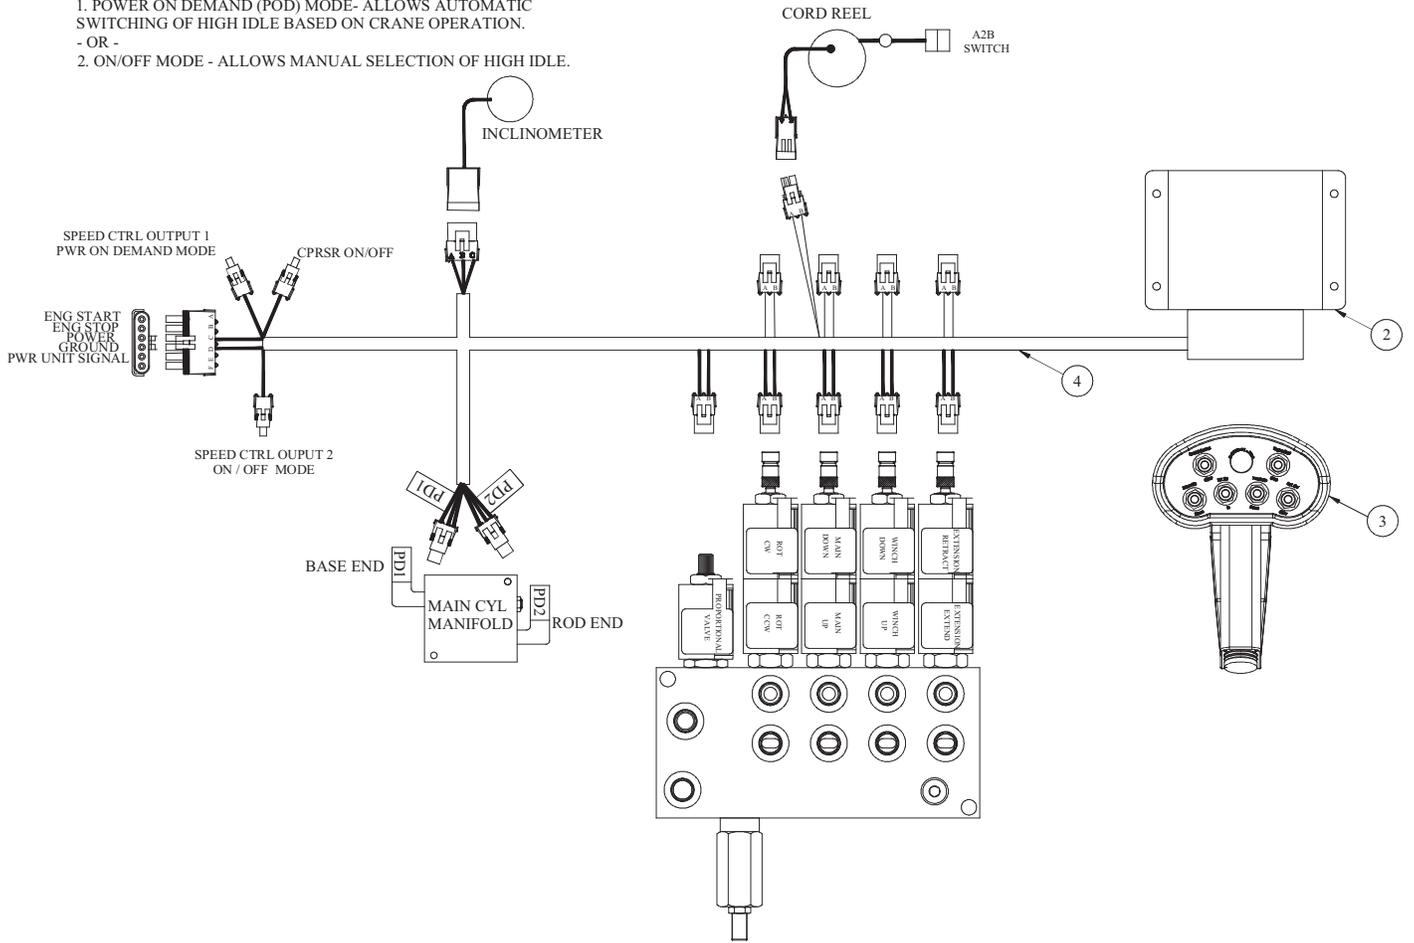 1. POWER ON DEMAND (POD) MODE- ALLOWS AUTOMATIC
SWITCHING OF HIGH IDLE BASED ON CRANE OPERATION.
- OR -
2. ON/OFF MODE - ALLOWS MANUAL SELECTION OF HIGH IDLE.
CORD REEL
A2B
SWITCH
INCLINOMETER
SPEED CTRL OUTPUT 1
PWR ON DEMAND MODE
CPRSR ON/OFF
ENG START
ENG STOP
POWER
GROUND
PWR UNIT SIGNAL
A
B
C
D
E
F
A B C
A B
A B
A B
A B
A B
A B
A B
A B
A B
A B
2
4
3
SPEED CTRL OUPUT 2
ON / OFF MODE
PD1
PD2
BASE END
PD1
MAIN CYL
MANIFOLD
PD2
ROD END
PROPORTIONAL
VALVE
ROT
CW
MAIN
DOWN
WINCH
DOWN
EXTENSION
RETRACT
ROT
CCW
MAIN
UP
WINCH
UP
EXTENSION
EXTEND